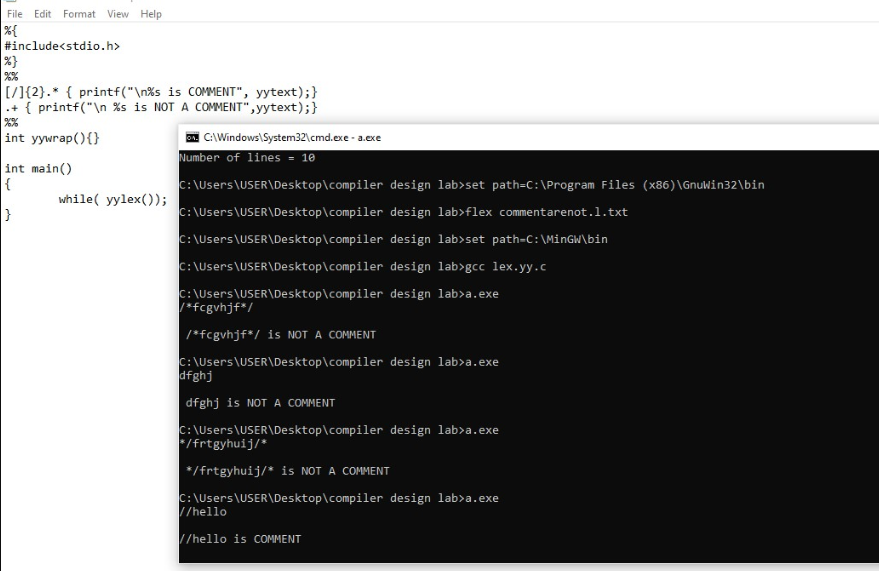 File Edit Format View Help
%{
#include<stdio.h>
%}
%%
[/]{2}.* { printf("\n%s is COMMENT", yytext);}
.+ { printf("\n %s is NOT A COMMENT",yytext);}
%%
int yywrap(){}
int main()
{
while( yylex());
}
C:\Windows\System32\cmd.exe - a.exe
Number of lines = 10
C:\Users\USER\Desktop\compiler design lab>set path=C:\Program Files (x86)\GnuWin32\bin
C:\Users\USER\Desktop\compiler design lab>flex commentarenot.l.txt
C:\Users\USER\Desktop\compiler design lab>set path=C:\MinGW\bin
C:\Users\USER\Desktop\compiler design lab>gcc lex.yy.c
C:\Users\USER\Desktop\compiler design lab>a.exe
/*fcgvhjf*/
/*fcgvhjf*/ is NOT A COMMENT
C:\Users\USER\Desktop\compiler design lab>a.exe
dfghj
dfghj is NOT A COMMENT
C:\Users\USER\Desktop\compiler design lab>a.exe
*/frtgyhuij/*
*/frtgyhuij/* is NOT A COMMENT
C:\Users\USER\Desktop\compiler design lab>a.exe
//hello
//hello is COMMENT